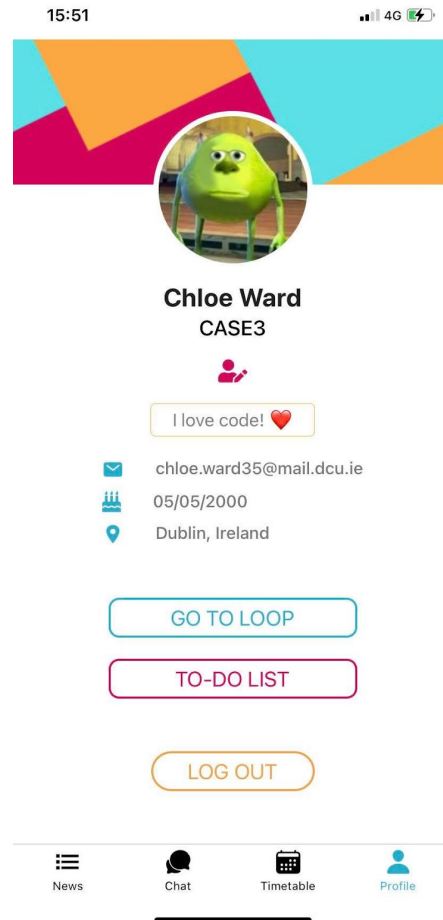 15:51
4G
Chloe Ward
CASE3
I love code! ❤️
chloe.ward35@mail.dcu.ie
05/05/2000
Dublin, Ireland
GO TO LOOP
TO-DO LIST
LOG OUT
News Chat Timetable Profile